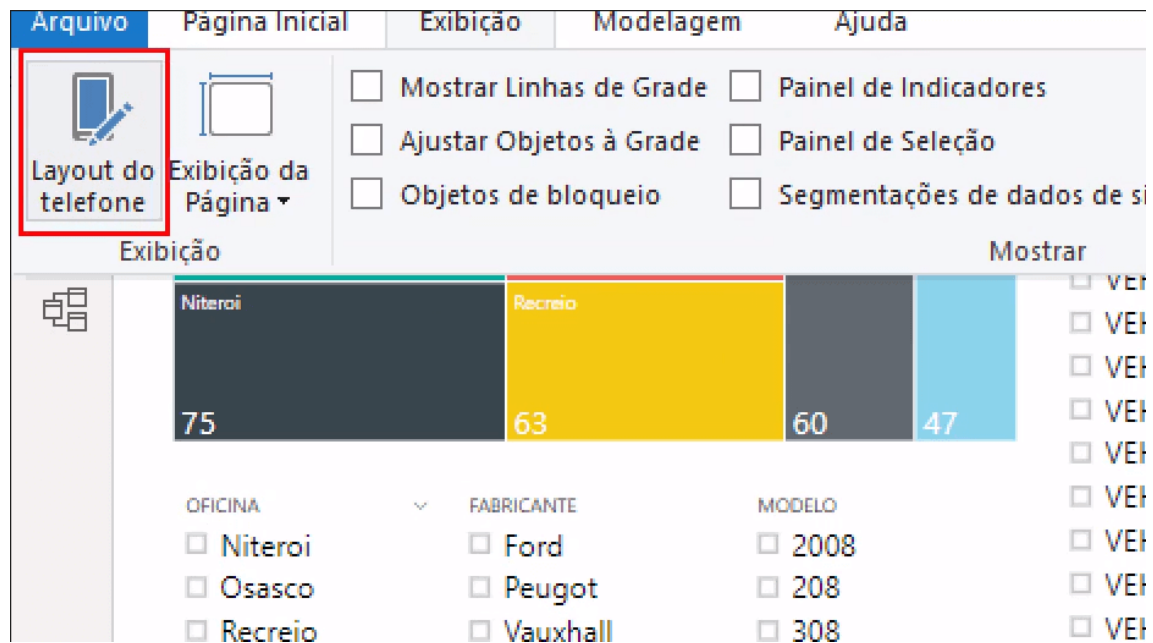 Arquivo Página Inicial Exibição Modelagem Ajuda
Layout do telefone
Exibição da Página
Mostrar Linhas de Grade
Ajustar Objetos à Grade
Objetos de bloqueio
Painel de Indicadores
Painel de Seleção
Segmentações de dados de
Exibição
Mostrar
Niteroi
75
Recreio
63
60
47
OFICINA
Niteroi
Osasco
Recreio
FABRICANTE
Ford
Peugot
Vauxhall
MODELO
2008
208
308